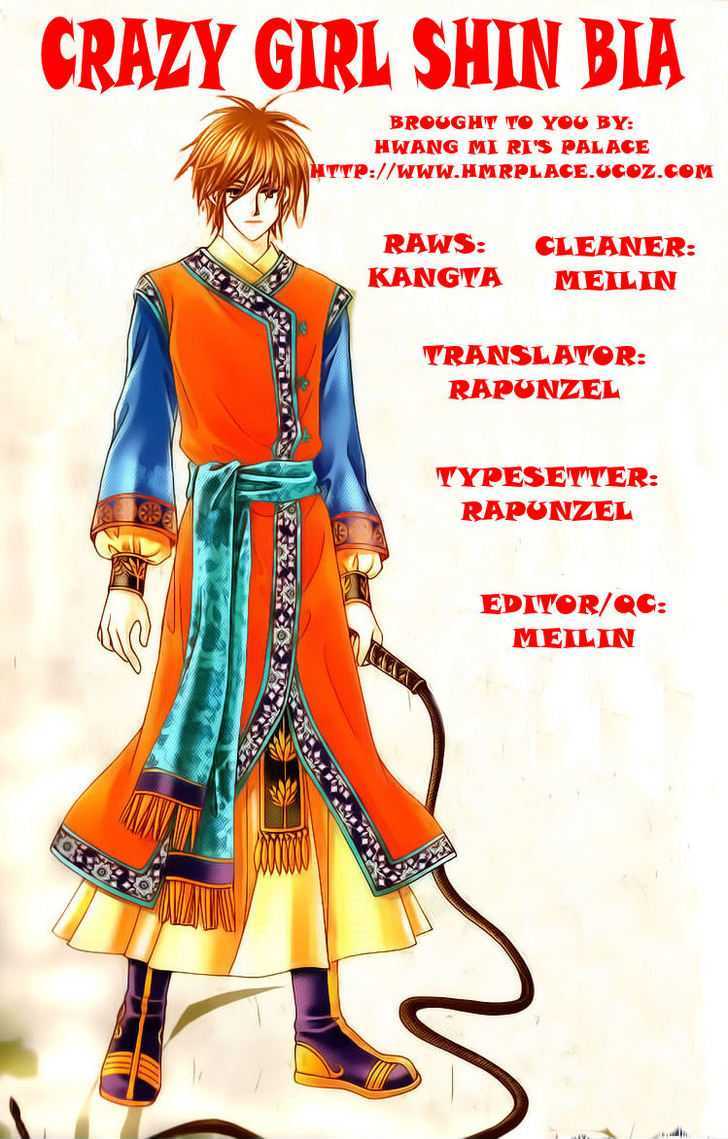 CRAZY GIRL SHIN BIA
BROUGHT TO YOU BY:
HWANG MI RI'S PALACE
HTTP://WWW.HMRPLACE.UCOZ.COM
RAWS:
KANGTA
CLEANER:
MEILIN
TRANSLATOR:
RAPUNZEL
TYPESETTER:
RAPUNZEL
EDITOR/QC:
MEILIN